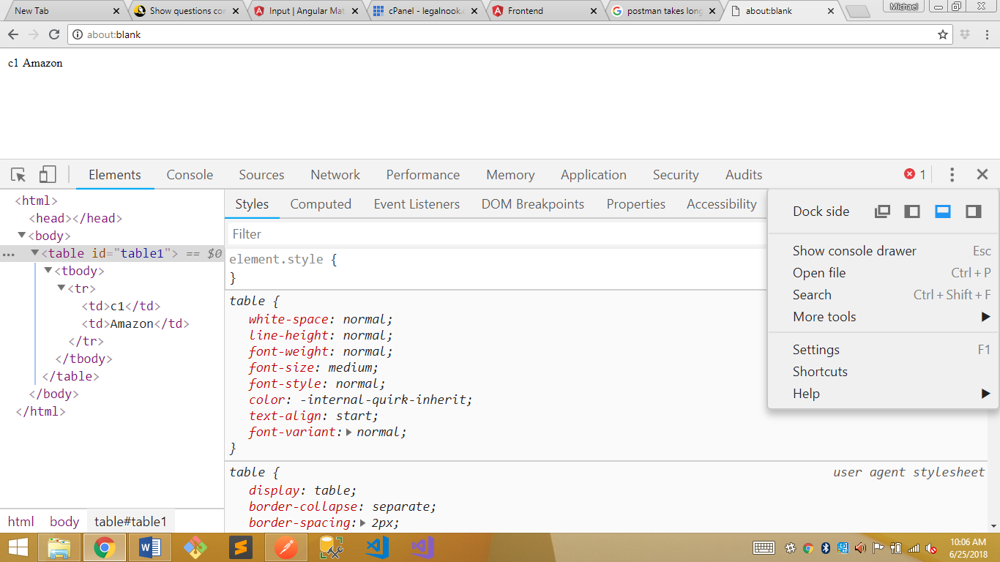 New Tab
Show questions con
Input | Angular Mat
cPanel - legalnook.c
Frontend
postman takes long
about:blank
Michael
about:blank
c1 Amazon
Elements Console Sources Network Performance Memory Application Security Audits 1
<html>
<head></head>
<body>
... <table id="table1"> == $0
<tbody>
<tr>
<td>c1</td>
<td>Amazon</td>
</tr>
</tbody>
</table>
</body>
</html>
html body table#table1
Styles Computed Event Listeners DOM Breakpoints Properties Accessibility
Filter
element.style {
}
table {
white-space: normal;
line-height: normal;
font-weight: normal;
font-size: medium;
font-style: normal;
color: -internal-quirk-inherit;
text-align: start;
font-variant: normal;
}
table { user agent stylesheet
display: table;
border-collapse: separate;
border-spacing: 2px;
Dock side
Show console drawer Esc
Open file Ctrl + P
Search Ctrl + Shift + F
More tools
Settings F1
Shortcuts
Help
10:06 AM
6/25/2018